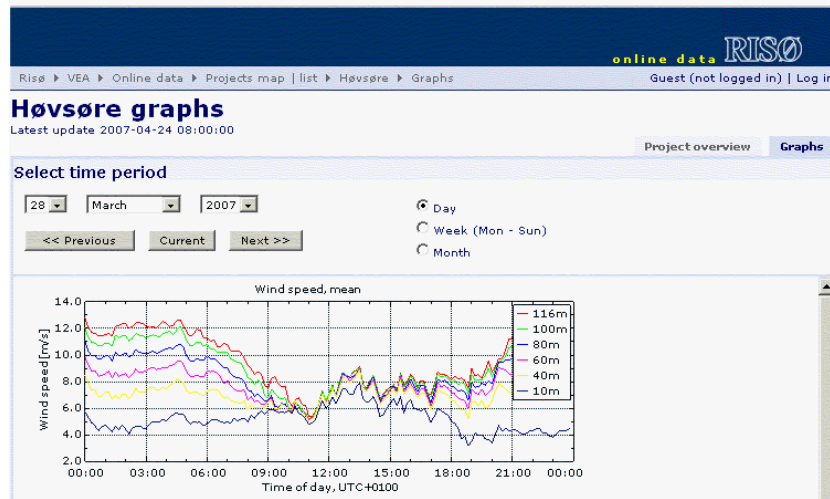 online data RISØ
Risø ▶ VEA ▶ Online data ▶ Projects map | list ▶ Høvsøre ▶ Graphs
Guest (not logged in) | Log in
Høvsøre graphs
Latest update 2007-04-24 08:00:00
Project overview Graphs
Select time period
28 March 2007
Day
Week (Mon - Sun)
Month
<< Previous Current Next >>
Wind speed, mean
14.0
12.0
10.0
8.0
6.0
4.0
2.0
Wind speed [m/s]
116m
100m
80m
60m
40m
10m
00:00 03:00 06:00 09:00 12:00 15:00 18:00 21:00 00:00
Time of day, UTC+0100